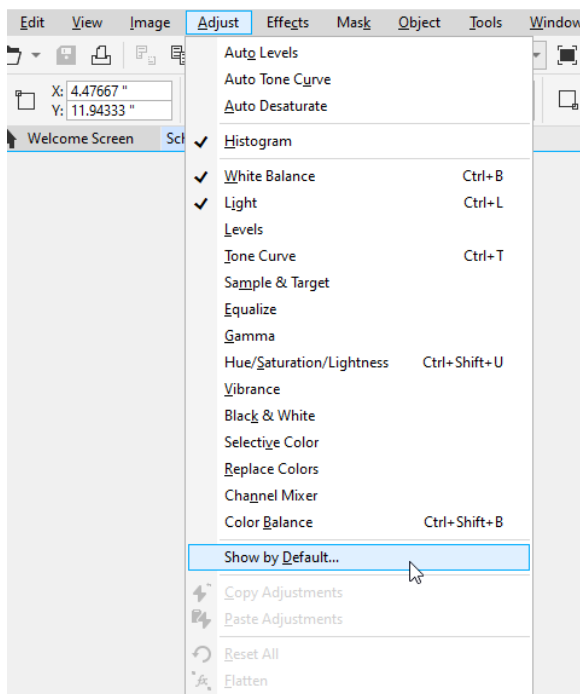 Edit View Image Adjust Effects Mask Object Tools Window
X: 4.47667 "
Y: 11.94333 "
Welcome Screen
Auto Levels
Auto Tone Curve
Auto Desaturate
Histogram
White Balance Ctrl+B
Light Ctrl+L
Levels
Tone Curve Ctrl+T
Sample & Target
Equalize
Gamma
Hue/Saturation/Lightness Ctrl+Shift+U
Vibrance
Black & White
Selective Color
Replace Colors
Channel Mixer
Color Balance Ctrl+Shift+B
Show by Default...
Copy Adjustments
Paste Adjustments
Reset All
Flatten